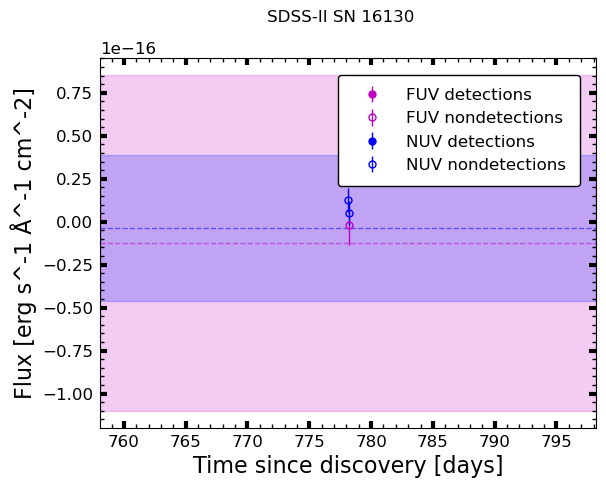 SDSS-II SN 16130
1e−16
FUV detections
FUV nondetections
NUV detections
NUV nondetections
0.75
0.50
0.25
0.00
−0.25
−0.50
−0.75
−1.00
Flux [erg s^-1 Å^-1 cm^-2]
760 765 770 775 780 785 790 795
Time since discovery [days]